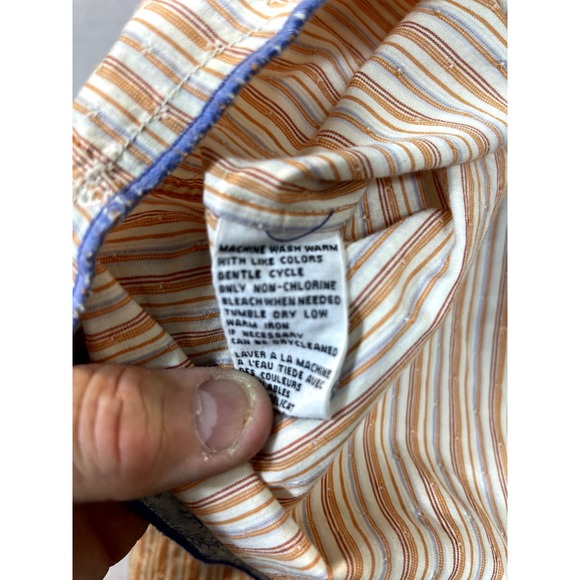 MACHINE WASH WARM
WITH LIKE COLORS
GENTLE CYCLE
ONLY NON-CHLORINE
BLEACH WHEN NEEDED
TUMBLE DRY LOW
WARM IRON
IF NECESSARY
CAN BE DRYCLEANED
LAVER A LA MACHINE
A L'EAU TIEDE AVEC
DES COULEURS